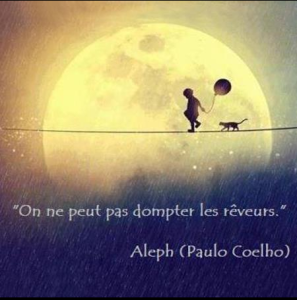 "On ne peut pas dompter les rêveurs."
Aleph (Paulo Coelho)